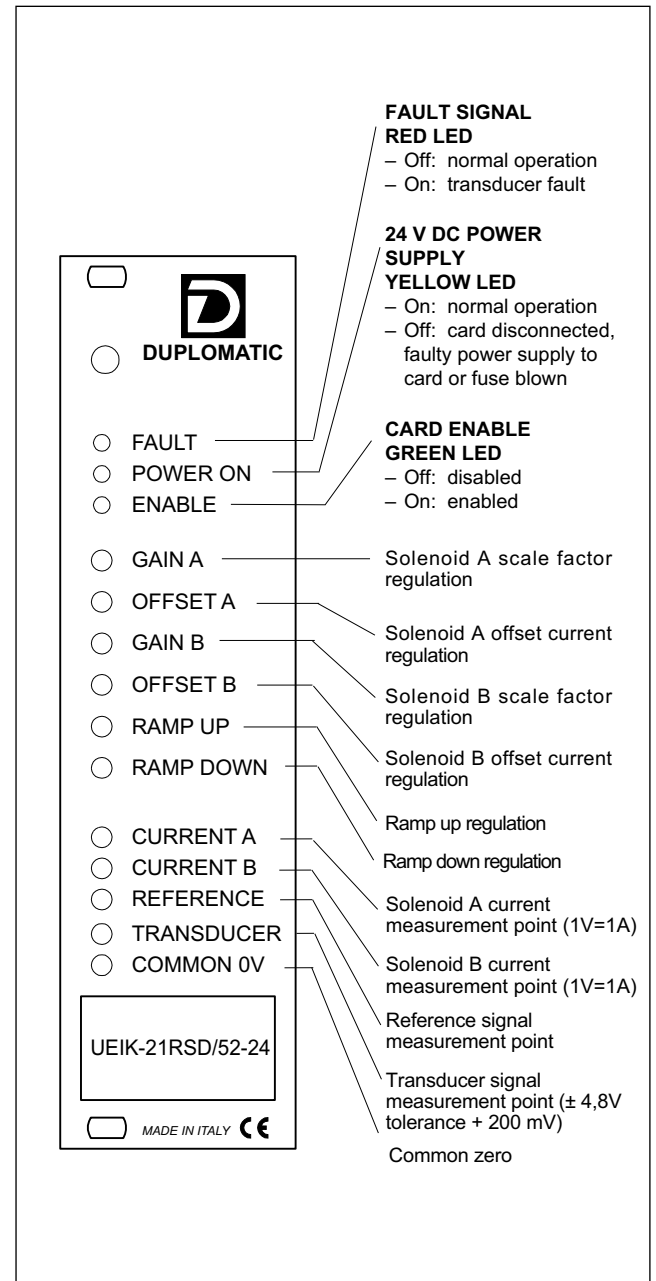 FAULT SIGNAL
RED LED
– Off: normal operation
– On: transducer fault
24 V DC POWER
SUPPLY
YELLOW LED
– On: normal operation
– Off: card disconnected,
faulty power supply to
card or fuse blown
CARD ENABLE
GREEN LED
– Off: disabled
– On: enabled
Solenoid A scale factor
regulation
Solenoid A offset current
regulation
Solenoid B scale factor
regulation
Solenoid B offset current
regulation
Ramp up regulation
Ramp down regulation
Solenoid A current
measurement point (1V=1A)
Solenoid B current
measurement point (1V=1A)
Reference signal
measurement point
Transducer signal
measurement point (± 4,8V
tolerance + 200 mV)
Common zero
D
DUPLOMATIC
FAULT
POWER ON
ENABLE
GAIN A
OFFSET A
GAIN B
OFFSET B
RAMP UP
RAMP DOWN
CURRENT A
CURRENT B
REFERENCE
TRANSDUCER
COMMON 0V
UEIK-21RSD/52-24
MADE IN ITALY CE